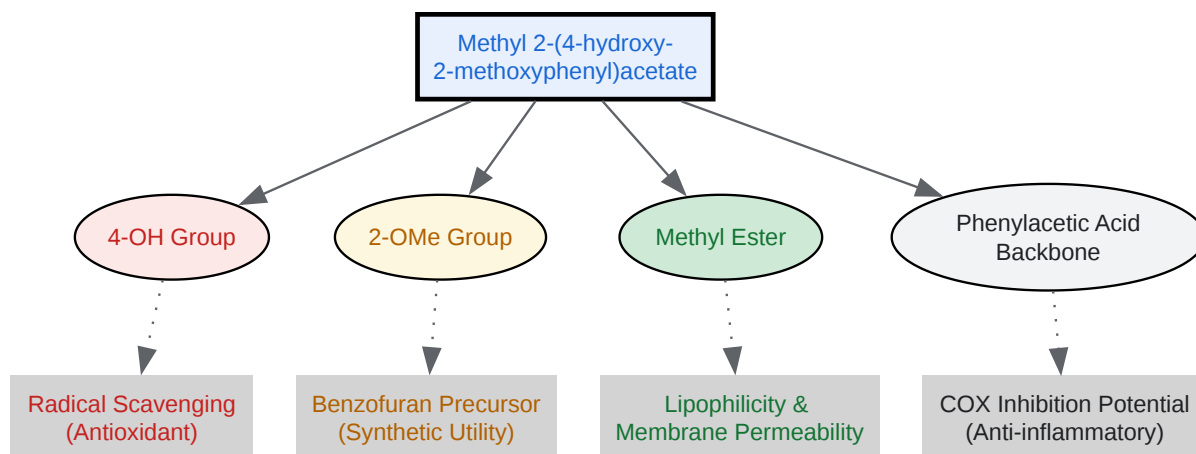 Methyl 2-(4-hydroxy-
2-methoxyphenyl)acetate
4-OH Group
2-OMe Group
Methyl Ester
Phenylacetic Acid
Backbone
Radical Scavenging
(Antioxidant)
Benzofuran Precursor
(Synthetic Utility)
Lipophilicity &
Membrane Permeability
COX Inhibition Potential
(Anti-inflammatory)